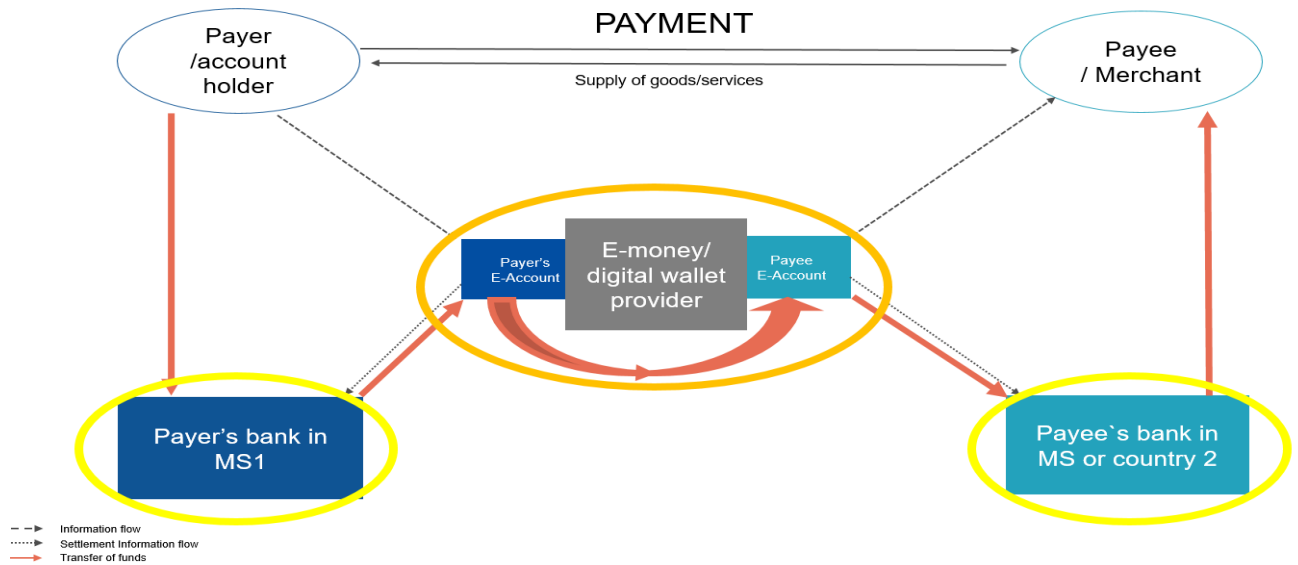 PAYMENT
Payer
/account
holder
Payee
/ Merchant
Supply of goods/services
Payer's
E-Account
E-money/
digital wallet
provider
Payee
E-Account
Payer's bank in
MS1
Payee`s bank in
MS or country 2
Information flow
Settlement Information flow
Transfer of funds